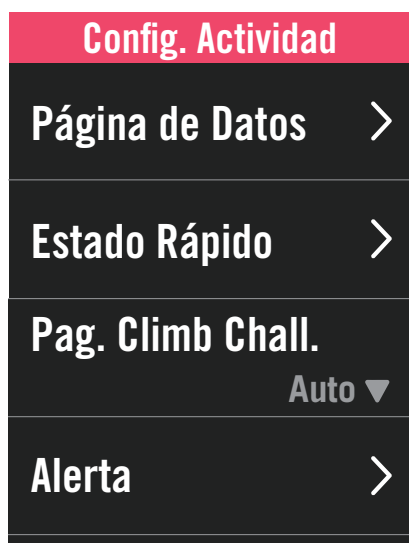 Config. Actividad
Página de Datos
Estado Rápido
Pag. Climb Chall.
Auto
Alerta